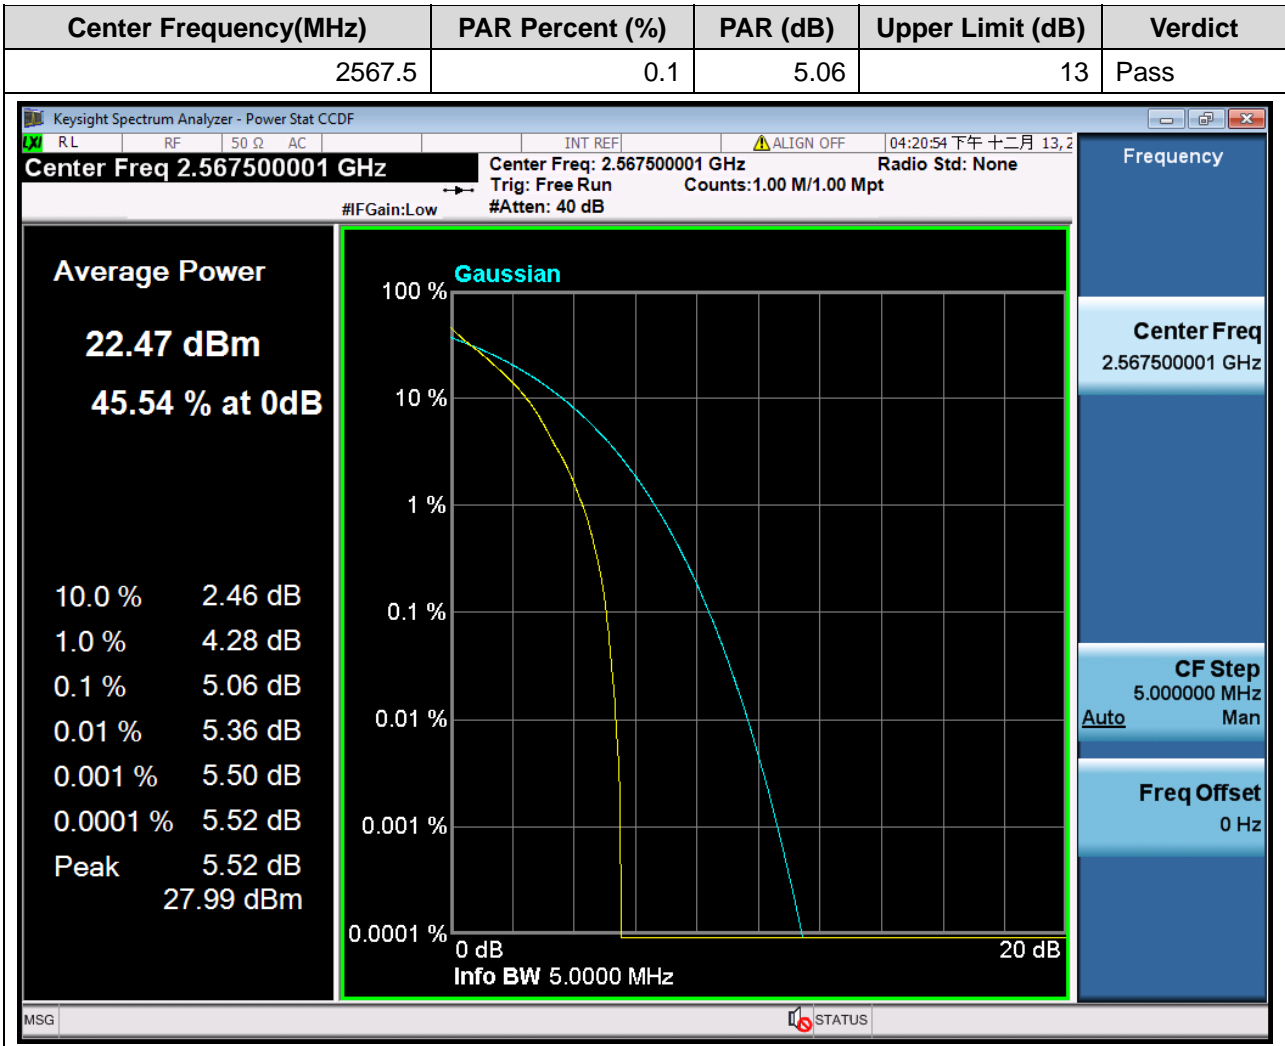 Center Frequency(MHz) PAR Percent (%) PAR (dB) Upper Limit (dB) Verdict
2567.5 0.1 5.06 13 Pass
Keysight Spectrum Analyzer - Power Stat CCDF
LXI RL RF 50 Ω AC INT REF ALIGN OFF 04:20:54 下午 十二月 13, 2
Center Freq 2.567500001 GHz
Center Freq: 2.567500001 GHz Radio Std: None
Trig: Free Run Counts:1.00 M/1.00 Mpt
#IFGain:Low #Atten: 40 dB
Frequency
Average Power
22.47 dBm
45.54 % at 0dB
10.0 % 2.46 dB
1.0 % 4.28 dB
0.1 % 5.06 dB
0.01 % 5.36 dB
0.001 % 5.50 dB
0.0001 % 5.52 dB
Peak 5.52 dB
27.99 dBm
Gaussian
100 %
10 %
1 %
0.1 %
0.01 %
0.001 %
0.0001 %
0 dB 20 dB
Info BW 5.0000 MHz
Center Freq
2.567500001 GHz
CF Step
5.000000 MHz
Auto Man
Freq Offset
0 Hz
MSG STATUS